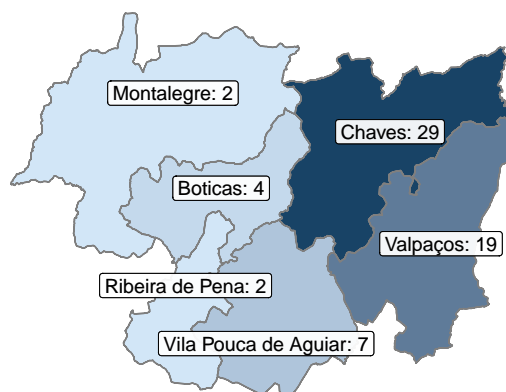 Montalegre: 2
Chaves: 29
Boticas: 4
Valpaços: 19
Ribeira de Pena: 2
Vila Pouca de Aguiar: 7